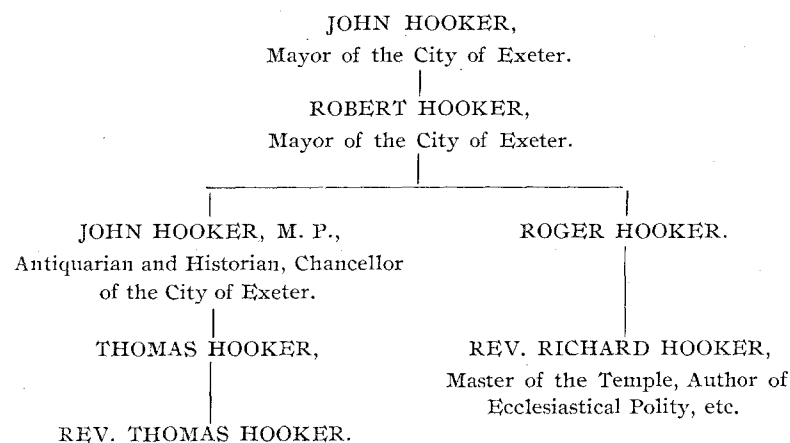 JOHN HOOKER,
Mayor of the City of Exeter.
ROBERT HOOKER,
Mayor of the City of Exeter.
JOHN HOOKER, M. P.,
Antiquarian and Historian, Chancellor
of the City of Exeter.
ROGER HOOKER.
THOMAS HOOKER,
REV. RICHARD HOOKER,
Master of the Temple, Author of
Ecclesiastical Polity, etc.
REV. THOMAS HOOKER.